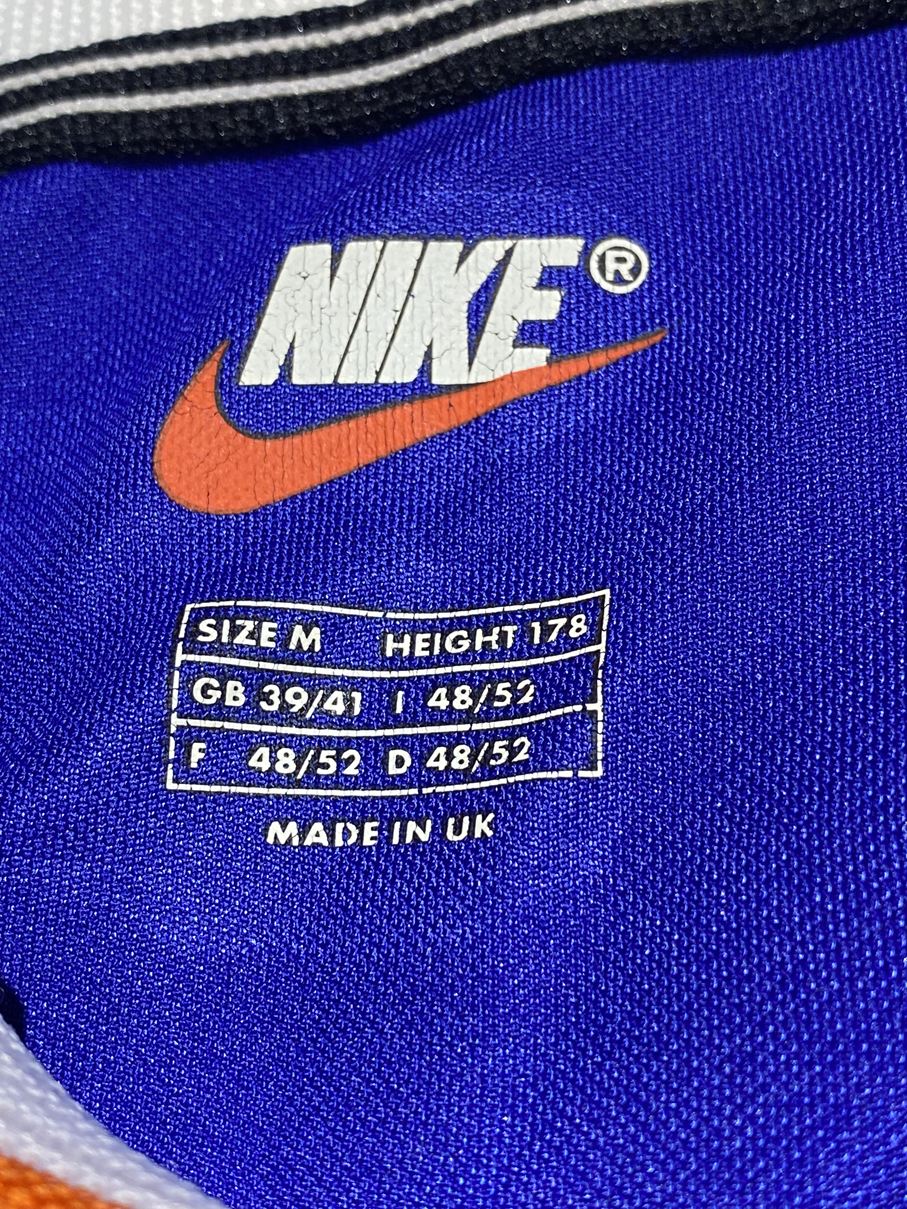 NIKE®
SIZE M HEIGHT 178
GB 39/41 I 48/52
F 48/52 D 48/52
MADE IN UK